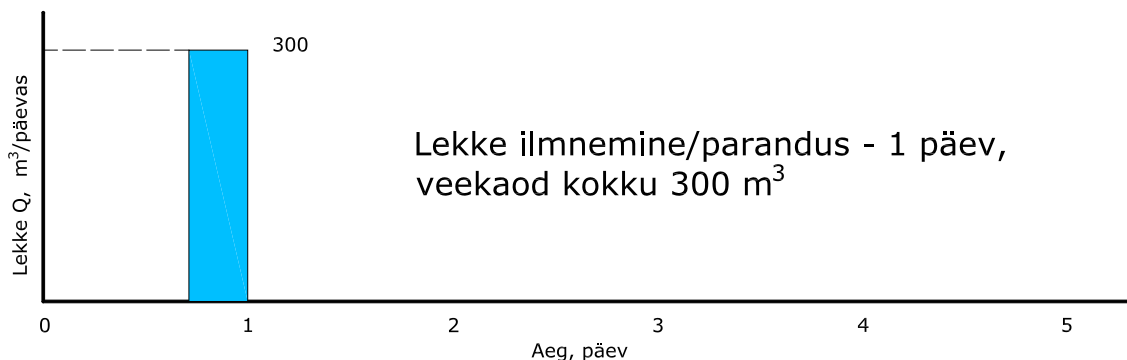 300
Lekke Q, m³/päevas
Lekke ilmnemine/parandus - 1 päev,
veekaod kokku 300 m³
0 1 2 3 4 5
Aeg, päev